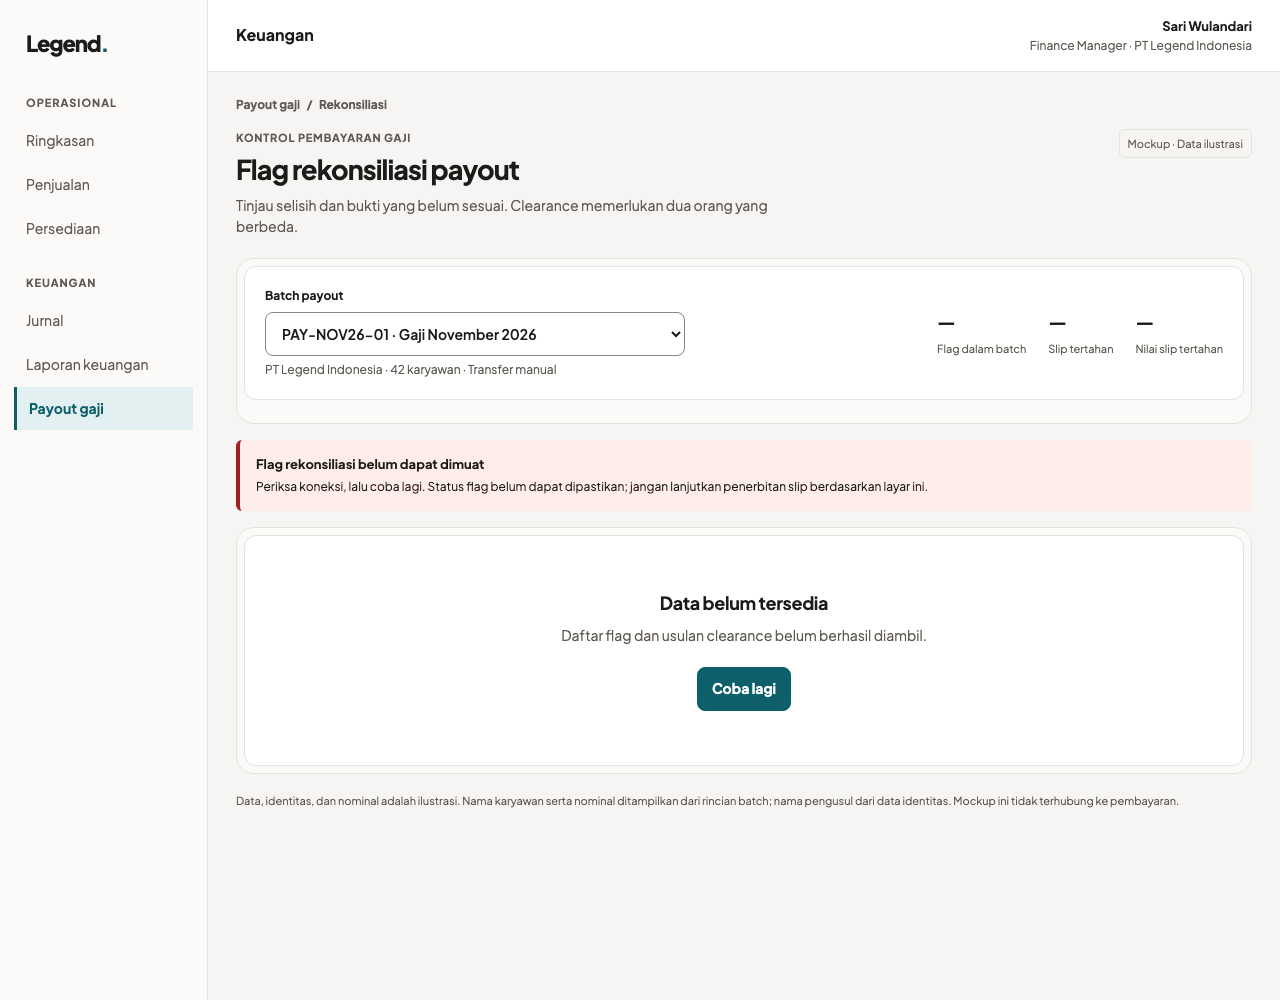 Legend.
OPERASIONAL
Ringkasan
Penjualan
Persediaan
KEUANGAN
Jurnal
Laporan keuangan
Payout gaji
Keuangan
Sari Wulandari
Finance Manager · PT Legend Indonesia
Payout gaji / Rekonsiliasi
KONTROL PEMBAYARAN GAJI
Flag rekonsiliasi payout
Tinjau selisih dan bukti yang belum sesuai. Clearance memerlukan dua orang yang
berbeda.
Mockup · Data ilustrasi
Batch payout
PAY-NOV26-01 · Gaji November 2026
PT Legend Indonesia · 42 karyawan · Transfer manual
— — —
Flag dalam batch Slip tertahan Nilai slip tertahan
Flag rekonsiliasi belum dapat dimuat
Periksa koneksi, lalu coba lagi. Status flag belum dapat dipastikan; jangan lanjutkan penerbitan slip berdasarkan layar ini.
Data belum tersedia
Daftar flag dan usulan clearance belum berhasil diambil.
Coba lagi
Data, identitas, dan nominal adalah ilustrasi. Nama karyawan serta nominal ditampilkan dari rincian batch; nama pengusul dari data identitas. Mockup ini tidak terhubung ke pembayaran.